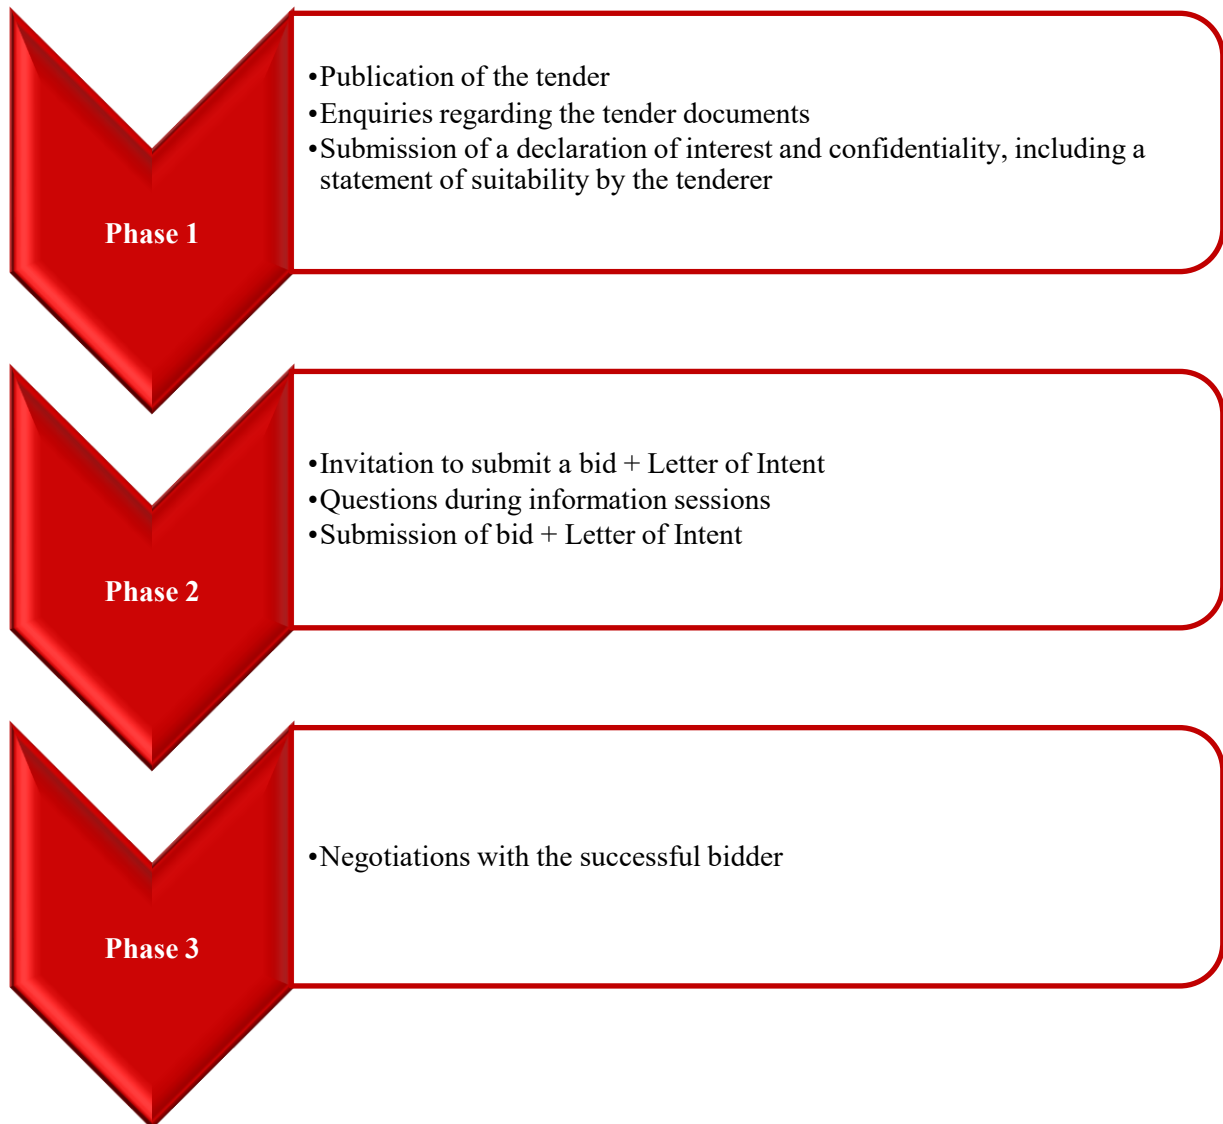 Phase 1
•Publication of the tender
•Enquiries regarding the tender documents
•Submission of a declaration of interest and confidentiality, including a
statement of suitability by the tenderer
Phase 2
•Invitation to submit a bid + Letter of Intent
•Questions during information sessions
•Submission of bid + Letter of Intent
Phase 3
•Negotiations with the successful bidder